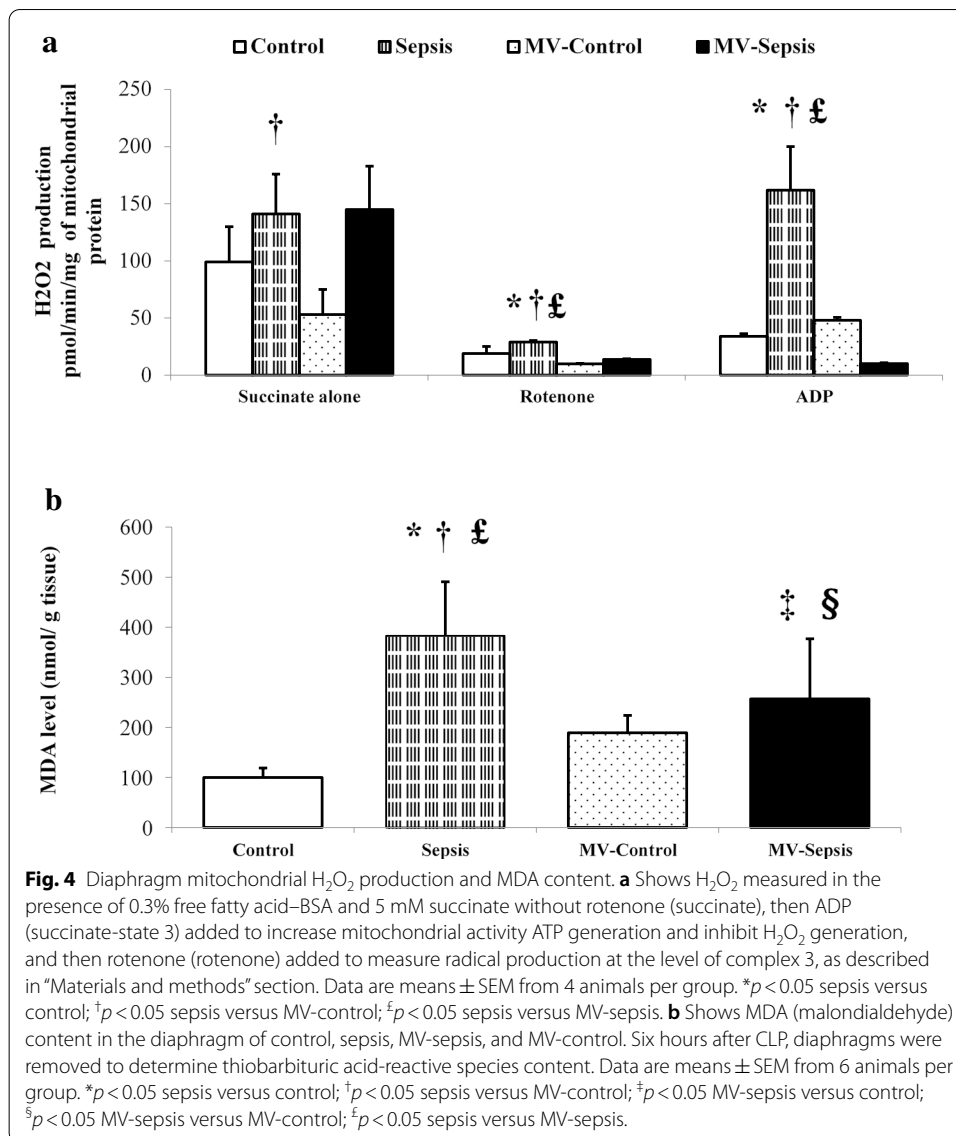 a
Control Sepsis MV-Control MV-Sepsis
H2O2 production
pmol/min/mg of mitochondrial
protein
250
200
150
100
50
0
†
* † £
* † £
Succinate alone Rotenone ADP
b
MDA level (nmol/ g tissue)
600
500
400
300
200
100
0
* † £
‡ §
Control Sepsis MV-Control MV-Sepsis
Fig. 4 Diaphragm mitochondrial H₂O₂ production and MDA content. a Shows H₂O₂ measured in the
presence of 0.3% free fatty acid–BSA and 5 mM succinate without rotenone (succinate), then ADP
(succinate-state 3) added to increase mitochondrial activity ATP generation and inhibit H₂O₂ generation,
and then rotenone (rotenone) added to measure radical production at the level of complex 3, as described
in “Materials and methods” section. Data are means ± SEM from 4 animals per group. *p < 0.05 sepsis versus
control; †p < 0.05 sepsis versus MV-control; £p < 0.05 sepsis versus MV-sepsis. b Shows MDA (malondialdehyde)
content in the diaphragm of control, sepsis, MV-sepsis, and MV-control. Six hours after CLP, diaphragms were
removed to determine thiobarbituric acid-reactive species content. Data are means ± SEM from 6 animals per
group. *p < 0.05 sepsis versus control; †p < 0.05 sepsis versus MV-control; ‡p < 0.05 MV-sepsis versus control;
§p < 0.05 MV-sepsis versus MV-control; £p < 0.05 sepsis versus MV-sepsis.